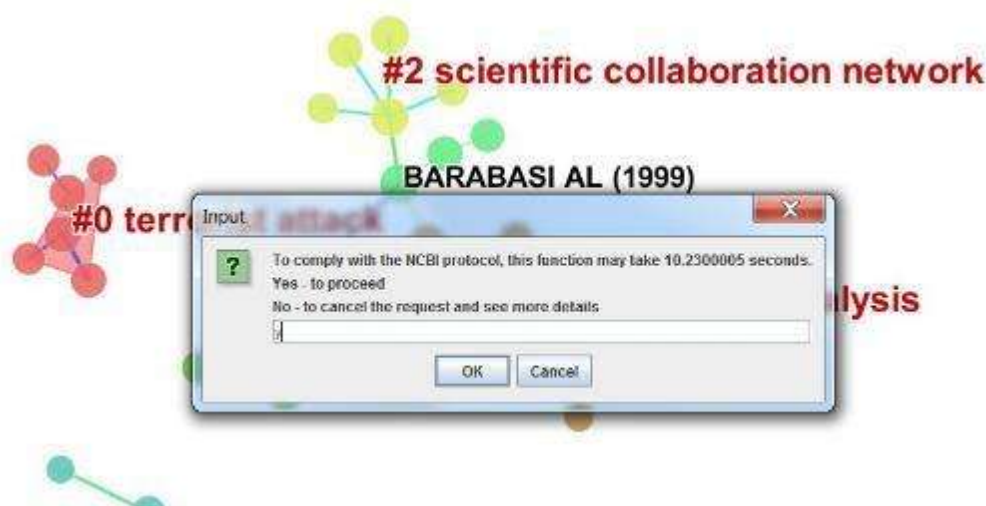 #2 scientific collaboration network
BARABASI AL (1999)
#0 terr
attack
Input
X
?
To comply with the NCBI protocol, this function may take 10.2300005 seconds.
Yes - to proceed
No - to cancel the request and see more details
OK
Cancel